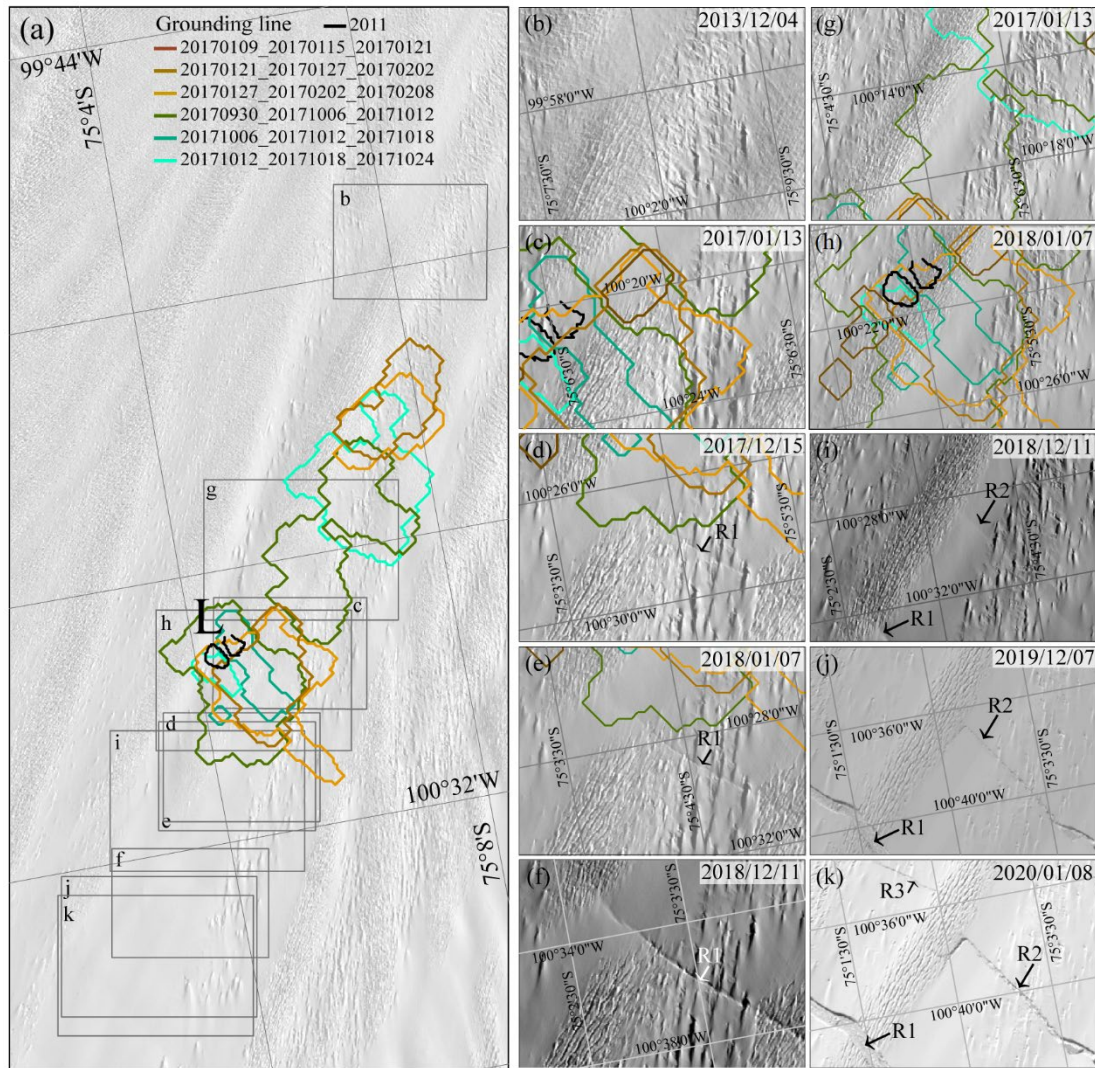 (a)
Grounding line
2011
20170109_20170115_20170121
20170121_20170127_20170202
20170127_20170202_20170208
20170930_20171006_20171012
20171006_20171012_20171018
20171012_20171018_20171024
99°44'W
75°4'S
b
g
c
h
L
d
i
e
100°32'W
75°8'S
f
j
k
(b)
2013/12/04
99°58'0"W
75°7'30"S
75°9'30"S
100°2'0"W
(g)
2017/01/13
75°4'30"S
100°14'0"W
100°18'0"W
75°6'30"S
(c)
2017/01/13
100°20'W
75°6'30"S
75°6'30"S
100°24'W
(h)
2018/01/07
100°22'0"W
75°5'30"S
100°26'0"W
(d)
2017/12/15
100°26'0"W
75°5'30"S
R1
75°3'30"S
100°30'0"W
(i)
2018/12/11
R2
100°28'0"W
75°4'30"S
75°2'30"S
100°32'0"W
R1
(e)
2018/01/07
100°28'0"W
75°3'30"S
R1
75°4'30"S
100°32'0"W
(j)
2019/12/07
R2
100°36'0"W
75°1'30"S
75°3'30"S
100°40'0"W
R1
(f)
2018/12/11
75°3'30"S
100°34'0"W
R1
75°2'30"S
100°38'0"W
(k)
2020/01/08
R3
100°36'0"W
75°3'30"S
75°1'30"S
R2
100°40'0"W
R1